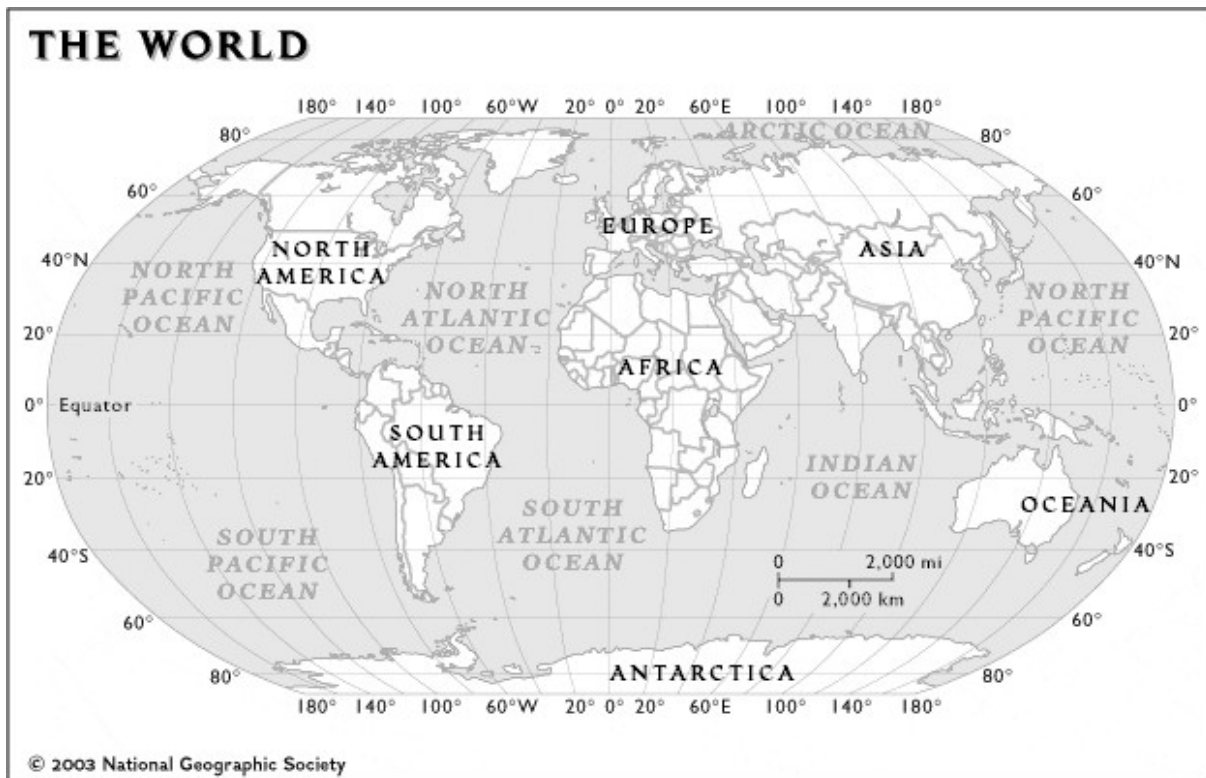 THE WORLD
180° 140° 100° 60°W 20° 0° 20° 60°E 100° 140° 180°
80° ARCTIC OCEAN 80°
60° 60°
EUROPE
NORTH
AMERICA
ASIA
40°N 40°N
NORTH
PACIFIC
OCEAN
NORTH
ATLANTIC
OCEAN
NORTH
PACIFIC
OCEAN
20° 20°
AFRICA
0° Equator 0°
SOUTH
AMERICA
INDIAN
OCEAN
20° 20°
OCEANIA
SOUTH
ATLANTIC
OCEAN
SOUTH
PACIFIC
OCEAN
40°S 40°S
0 2,000 mi
0 2,000 km
60° 60°
ANTARCTICA
80° 80°
180° 140° 100° 60°W 20° 0° 20° 60°E 100° 140° 180°
© 2003 National Geographic Society